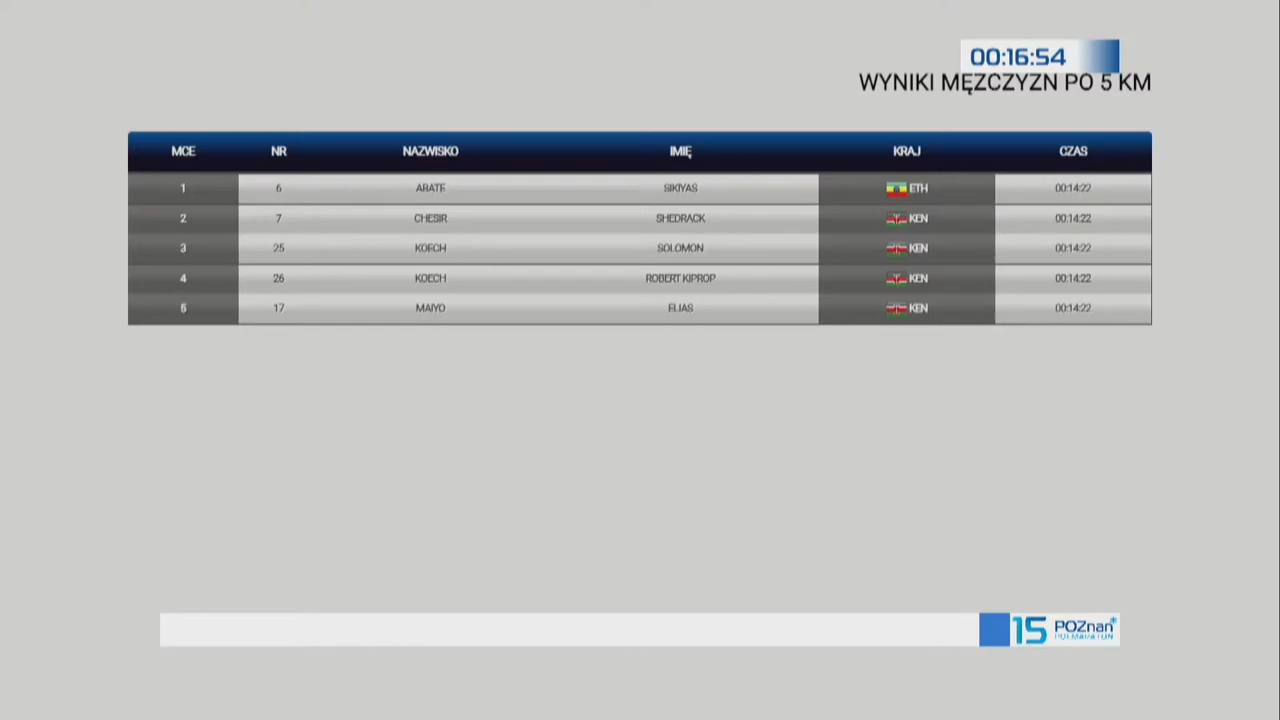 00:16:54
WYNIKI MĘŻCZYZN PO 5 KM
MCE NR NAZWISKO IMIĘ KRAJ CZAS
1 6 ABATE SIKIYAS ETH 00:14:22
2 7 CHESIR SHEDRACK KEN 00:14:22
3 25 KOECH SOLOMON KEN 00:14:22
4 26 KOECH ROBERT KIPROP KEN 00:14:22
5 17 MAIYO ELIAS KEN 00:14:22
15 POZnan*
PÓŁMARATON